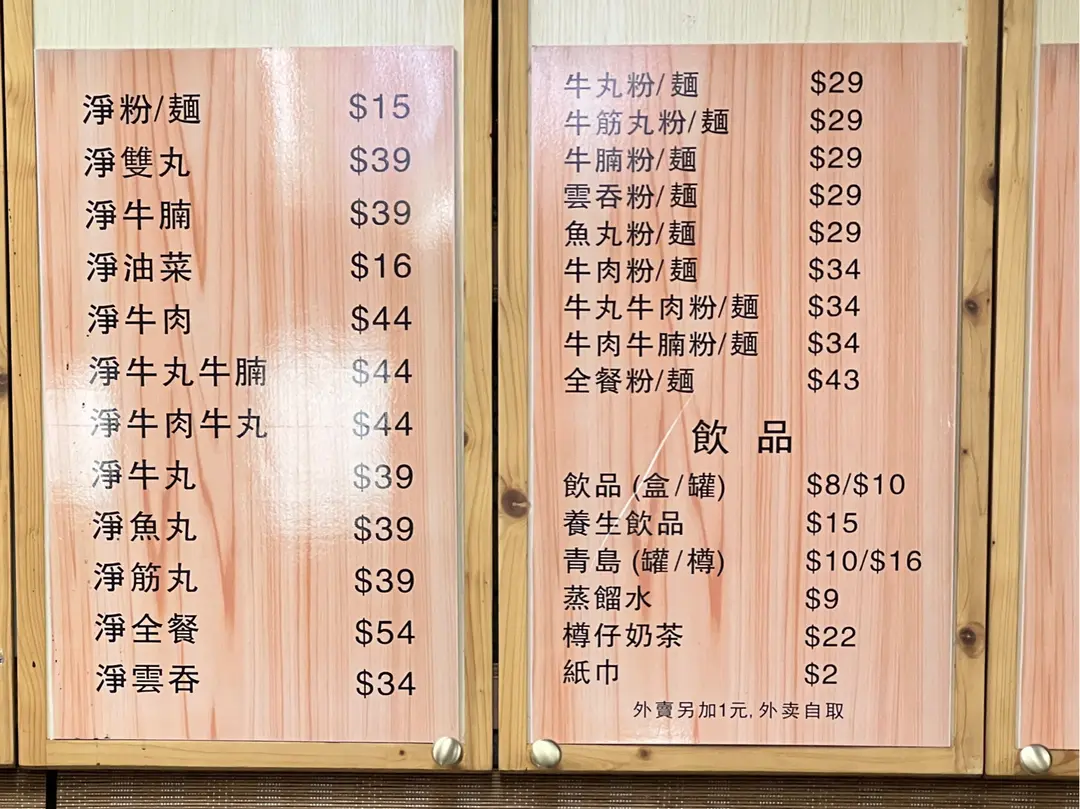 淨粉/麵 $15
淨雙丸 $39
淨牛腩 $39
淨油菜 $16
淨牛肉 $44
淨牛丸牛腩 $44
淨牛肉牛丸 $44
淨牛丸 $39
淨魚丸 $39
淨筋丸 $39
淨全餐 $54
淨雲吞 $34
牛丸粉/麵 $29
牛筋丸粉/麵 $29
牛腩粉/麵 $29
雲吞粉/麵 $29
魚丸粉/麵 $29
牛肉粉/麵 $34
牛丸牛肉粉/麵 $34
牛肉牛腩粉/麵 $34
全餐粉/麵 $43
飲品
飲品 (盒/罐) $8/$10
養生飲品 $15
青島 (罐/樽) $10/$16
蒸餾水 $9
樽仔奶茶 $22
紙巾 $2
外賣另加1元, 外卖自取